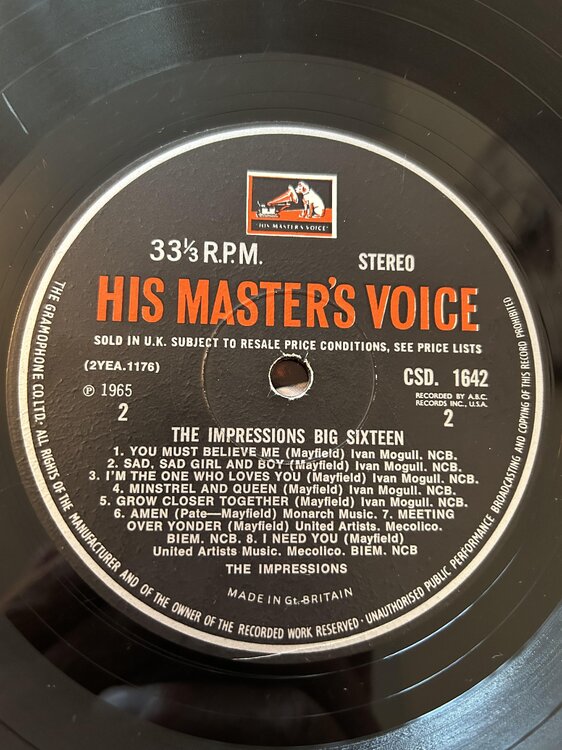 "HIS MASTER'S VOICE"
33⅓ R.P.M.
STEREO
HIS MASTER'S VOICE
SOLD IN U.K. SUBJECT TO RESALE PRICE CONDITIONS, SEE PRICE LISTS
(2YEA.1176)
℗ 1965
2
CSD. 1642
RECORDED BY A.B.C.
RECORDS INC., U.S.A.
2
THE IMPRESSIONS BIG SIXTEEN
1. YOU MUST BELIEVE ME (Mayfield) Ivan Mogull. NCB.
2. SAD, SAD GIRL AND BOY (Mayfield) Ivan Mogull. NCB.
3. I'M THE ONE WHO LOVES YOU (Mayfield) Ivan Mogull. NCB.
4. MINSTREL AND QUEEN (Mayfield) Ivan Mogull. NCB.
5. GROW CLOSER TOGETHER (Mayfield) Ivan Mogull. NCB.
6. AMEN (Pate—Mayfield) Monarch Music. 7. MEETING
OVER YONDER (Mayfield) United Artists. Mecolico.
BIEM. NCB. 8. I NEED YOU (Mayfield)
United Artists Music. Mecolico. BIEM. NCB
THE IMPRESSIONS
MADE IN Gt. BRITAIN
THE GRAMOPHONE CO. LTD. · ALL RIGHTS OF THE MANUFACTURER AND OF THE OWNER OF THE RECORDED WORK RESERVED · UNAUTHORISED PUBLIC PERFORMANCE BROADCASTING AND COPYING OF THIS RECORD PROHIBITED